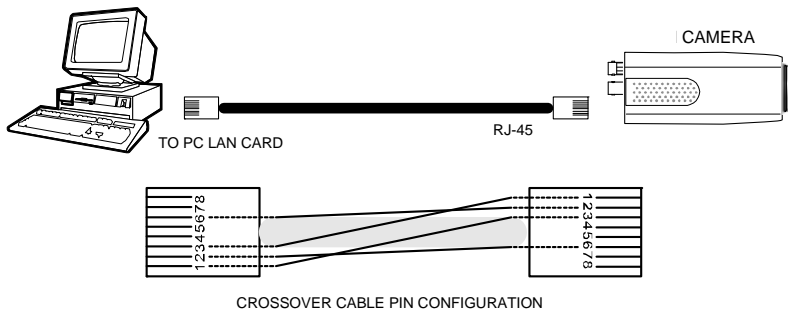 CAMERA
RJ-45
TO PC LAN CARD
12345678
12345678
CROSSOVER CABLE PIN CONFIGURATION